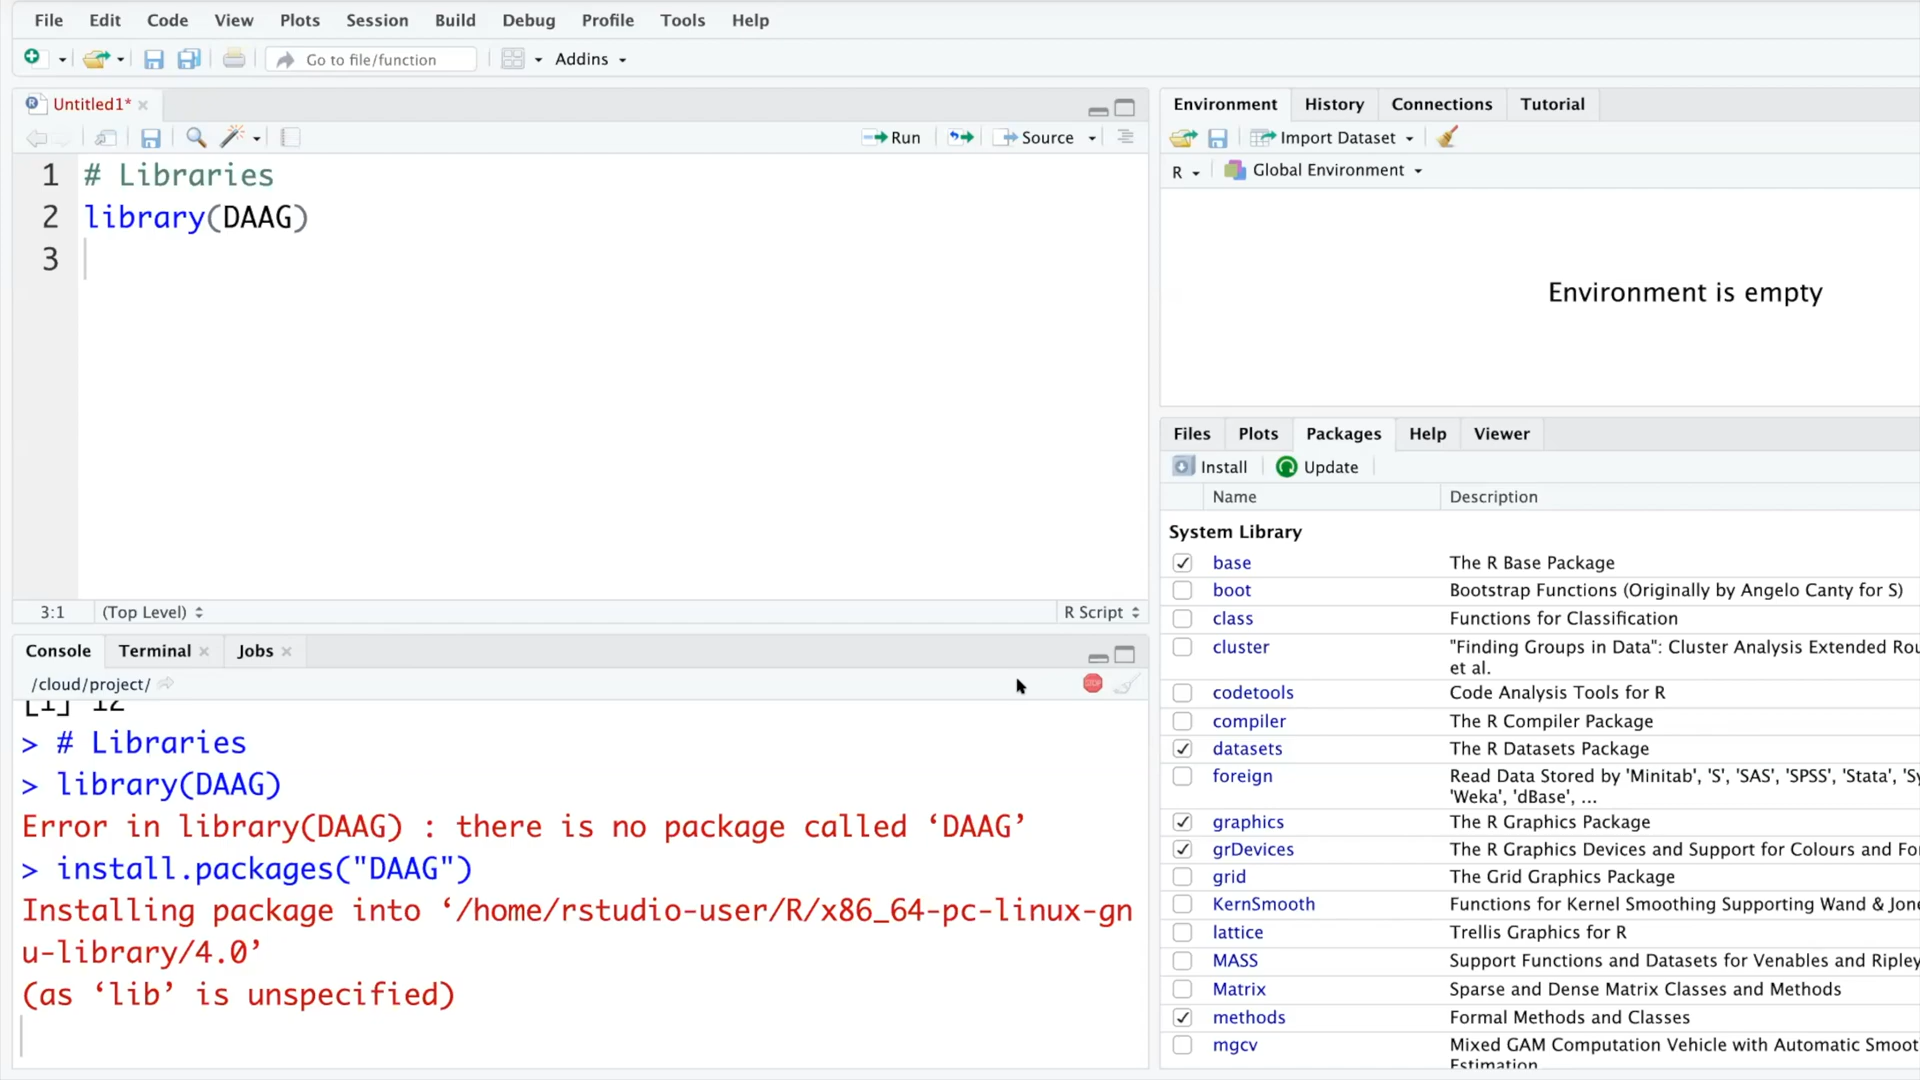 File Edit Code View Plots Session Build Debug Profile Tools Help
Go to file/function Addins
Untitled1*
Run Source
1 # Libraries
2 library(DAAG)
3
3:1 (Top Level) R Script
Console Terminal Jobs
/cloud/project/
[1] 12
> # Libraries
> library(DAAG)
Error in library(DAAG) : there is no package called ‘DAAG’
> install.packages("DAAG")
Installing package into ‘/home/rstudio-user/R/x86_64-pc-linux-gn
u-library/4.0’
(as ‘lib’ is unspecified)
Environment History Connections Tutorial
Import Dataset
R Global Environment
Environment is empty
Files Plots Packages Help Viewer
Install Update
Name Description
System Library
base The R Base Package
boot Bootstrap Functions (Originally by Angelo Canty for S)
class Functions for Classification
cluster "Finding Groups in Data": Cluster Analysis Extended Rou
et al.
codetools Code Analysis Tools for R
compiler The R Compiler Package
datasets The R Datasets Package
foreign Read Data Stored by 'Minitab', 'S', 'SAS', 'SPSS', 'Stata', 'Sy
'Weka', 'dBase', ...
graphics The R Graphics Package
grDevices The R Graphics Devices and Support for Colours and Fo
grid The Grid Graphics Package
KernSmooth Functions for Kernel Smoothing Supporting Wand & Jone
lattice Trellis Graphics for R
MASS Support Functions and Datasets for Venables and Ripley
Matrix Sparse and Dense Matrix Classes and Methods
methods Formal Methods and Classes
mgcv Mixed GAM Computation Vehicle with Automatic Smoot
Estimation